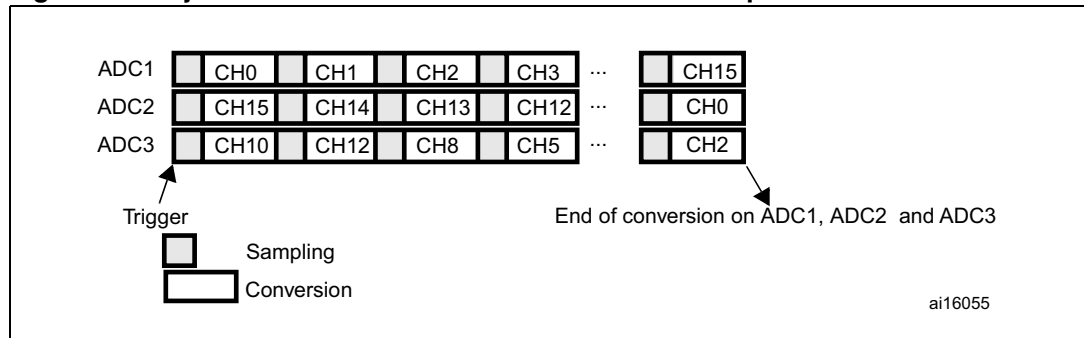 ADC1 CH0 CH1 CH2 CH3 ... CH15
ADC2 CH15 CH14 CH13 CH12 ... CH0
ADC3 CH10 CH12 CH8 CH5 ... CH2
Trigger
End of conversion on ADC1, ADC2 and ADC3
Sampling
Conversion
ai16055